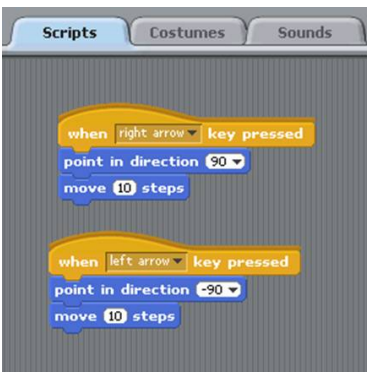 Scripts Costumes Sounds
when right arrow key pressed
point in direction 90
move 10 steps
when left arrow key pressed
point in direction -90
move 10 steps